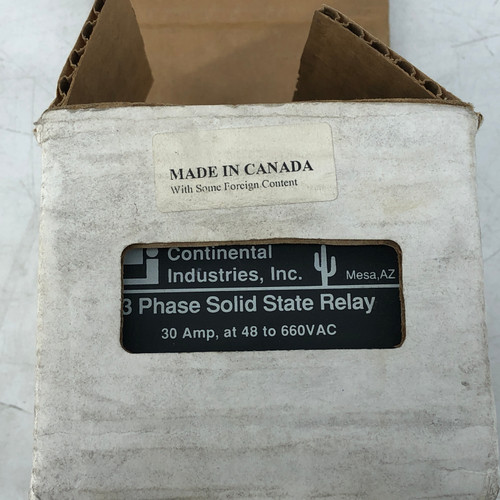 MADE IN CANADA
With Some Foreign Content
Continental
Industries, Inc.
Mesa, AZ
3 Phase Solid State Relay
30 Amp, at 48 to 660VAC